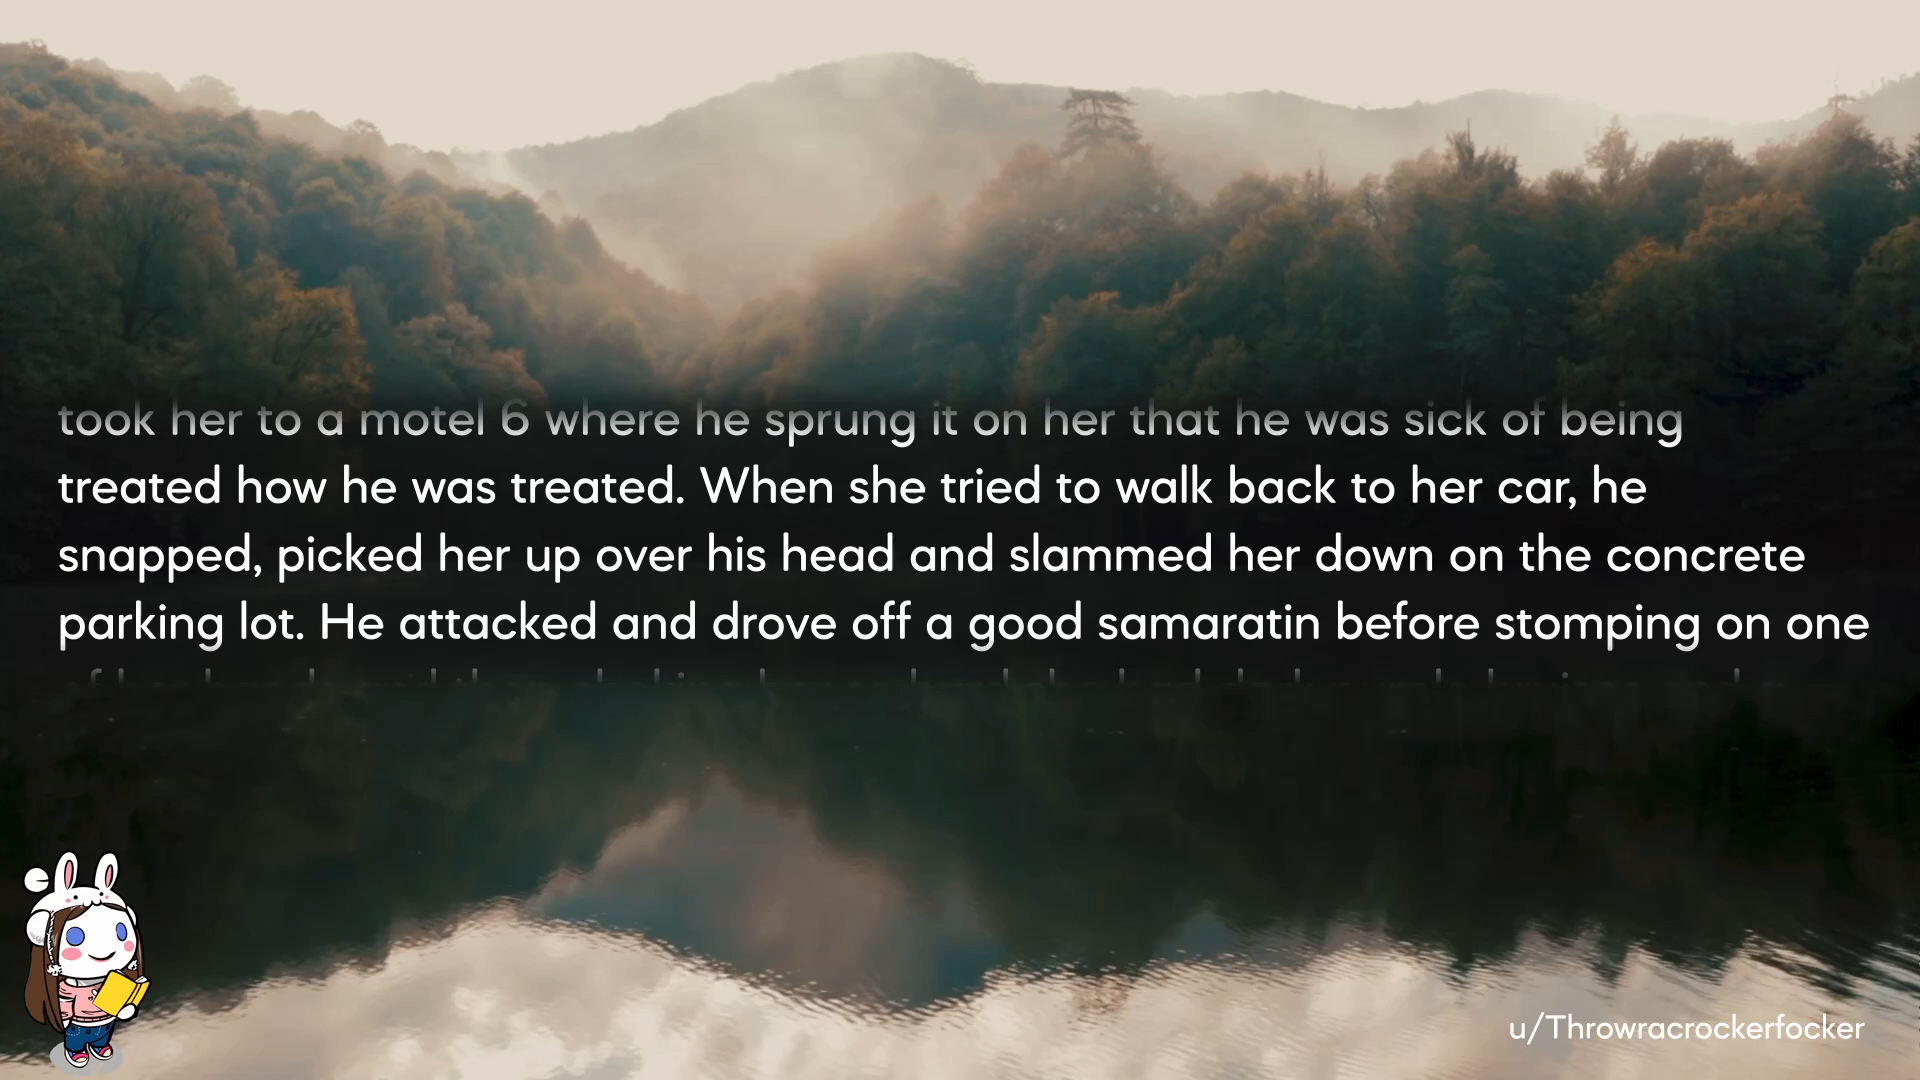 took her to a motel 6 where he sprung it on her that he was sick of being
treated how he was treated. When she tried to walk back to her car, he
snapped, picked her up over his head and slammed her down on the concrete
parking lot. He attacked and drove off a good samaratin before stomping on one
u/Throwracrockerfocker